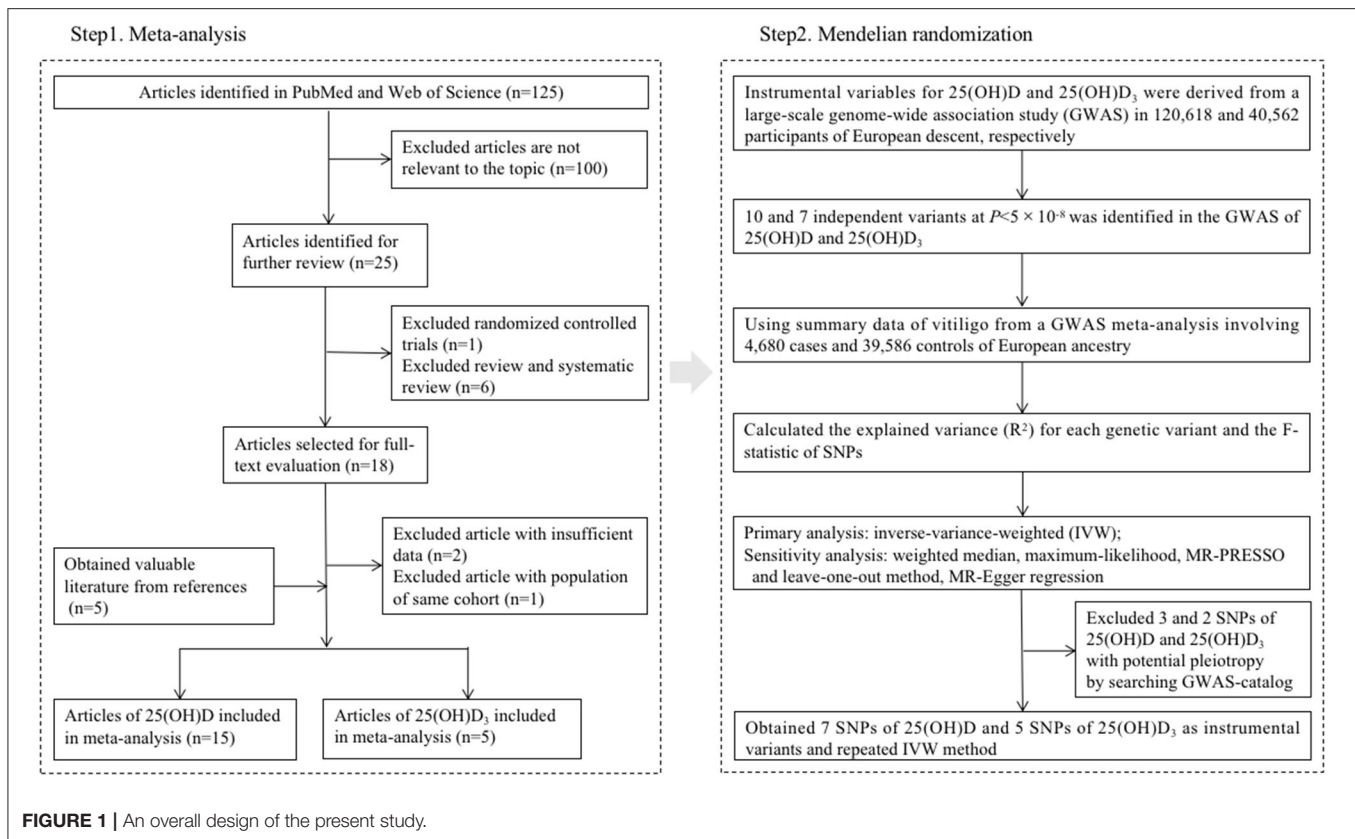 Step1. Meta-analysis
Articles identified in PubMed and Web of Science (n=125)
Excluded articles are not
relevant to the topic (n=100)
Articles identified for
further review (n=25)
Excluded randomized controlled
trials (n=1)
Excluded review and systematic
review (n=6)
Articles selected for full-
text evaluation (n=18)
Excluded article with insufficient
data (n=2)
Excluded article with population
of same cohort (n=1)
Obtained valuable
literature from references
(n=5)
Articles of 25(OH)D included
in meta-analysis (n=15)
Articles of 25(OH)D₃ included
in meta-analysis (n=5)
Step2. Mendelian randomization
Instrumental variables for 25(OH)D and 25(OH)D₃ were derived from a
large-scale genome-wide association study (GWAS) in 120,618 and 40,562
participants of European descent, respectively
10 and 7 independent variants at P<5 × 10⁻⁸ was identified in the GWAS of
25(OH)D and 25(OH)D₃
Using summary data of vitiligo from a GWAS meta-analysis involving
4,680 cases and 39,586 controls of European ancestry
Calculated the explained variance (R²) for each genetic variant and the F-
statistic of SNPs
Primary analysis: inverse-variance-weighted (IVW);
Sensitivity analysis: weighted median, maximum-likelihood, MR-PRESSO
and leave-one-out method, MR-Egger regression
Excluded 3 and 2 SNPs of
25(OH)D and 25(OH)D₃
with potential pleiotropy
by searching GWAS-catalog
Obtained 7 SNPs of 25(OH)D and 5 SNPs of 25(OH)D₃ as instrumental
variants and repeated IVW method
FIGURE 1 | An overall design of the present study.